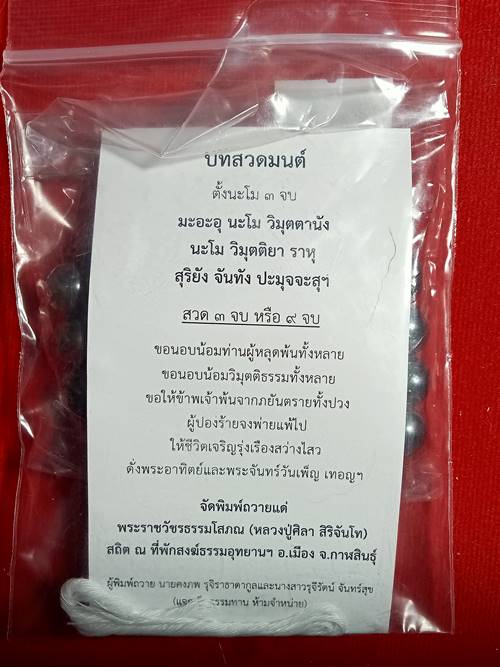 บทสวดมนต์
ตั้งนะโม ๓ จบ
มะอะอุ นะโม วิมุตตานัง
นะโม วิมุตติยา ราหุ
สุริยัง จันทัง ปะมุจจะสุฯ
สวด ๓ จบ หรือ ๙ จบ
ขอนอบน้อมท่านผู้หลุดพ้นทั้งหลาย
ขอนอบน้อมวิมุตติธรรมทั้งหลาย
ขอให้ข้าพเจ้าพ้นจากภยันตรายทั้งปวง
ผู้ปองร้ายจงพ่ายแพ้ไป
ให้ชีวิตเจริญรุ่งเรืองสว่างไสว
ดั่งพระอาทิตย์และพระจันทร์วันเพ็ญ เทอญฯ
จัดพิมพ์ถวายแด่
พระราชวัชรธรรมโสภณ (หลวงปู่ศิลา สิริจันโท)
สถิต ณ ที่พักสงฆ์ธรรมอุทยานฯ อ.เมือง จ.กาฬสินธุ์
ผู้พิมพ์ถวาย นายคงภพ รุจิราธาดากูลและนางสาวรุจีรัตน์ จันทร์สุข
ธรรมทาน ห้ามจำหน่าย)